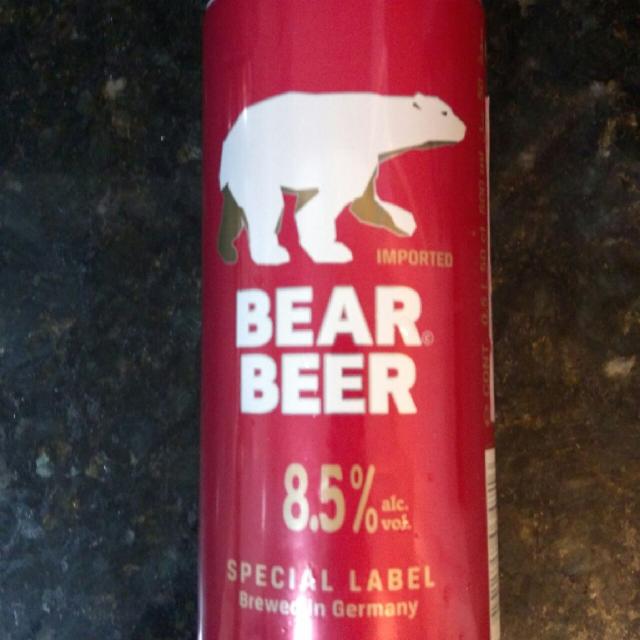 IMPORTED
BEAR
BEER
8.5% alc.
vol.
SPECIAL LABEL
Brewed in Germany